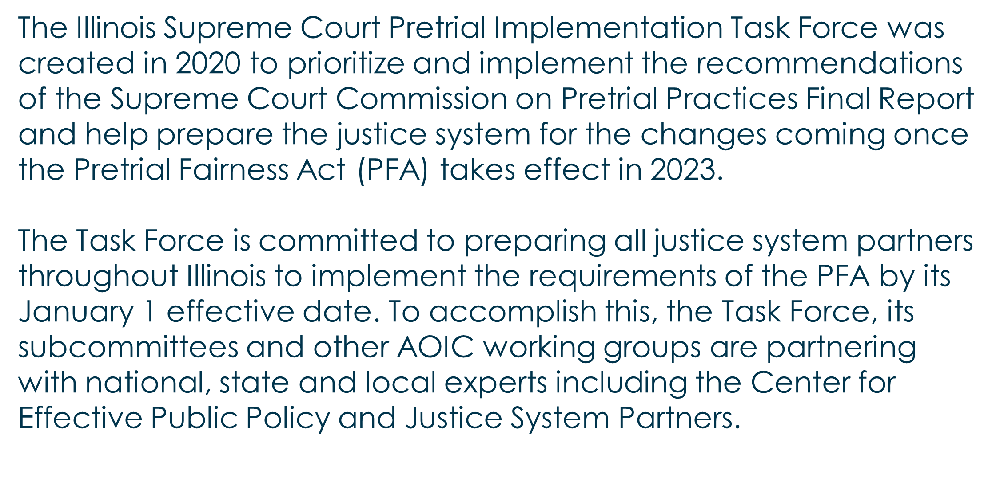 The Illinois Supreme Court Pretrial Implementation Task Force was
created in 2020 to prioritize and implement the recommendations
of the Supreme Court Commission on Pretrial Practices Final Report
and help prepare the justice system for the changes coming once
the Pretrial Fairness Act (PFA) takes effect in 2023.
The Task Force is committed to preparing all justice system partners
throughout Illinois to implement the requirements of the PFA by its
January 1 effective date. To accomplish this, the Task Force, its
subcommittees and other AOIC working groups are partnering
with national, state and local experts including the Center for
Effective Public Policy and Justice System Partners.